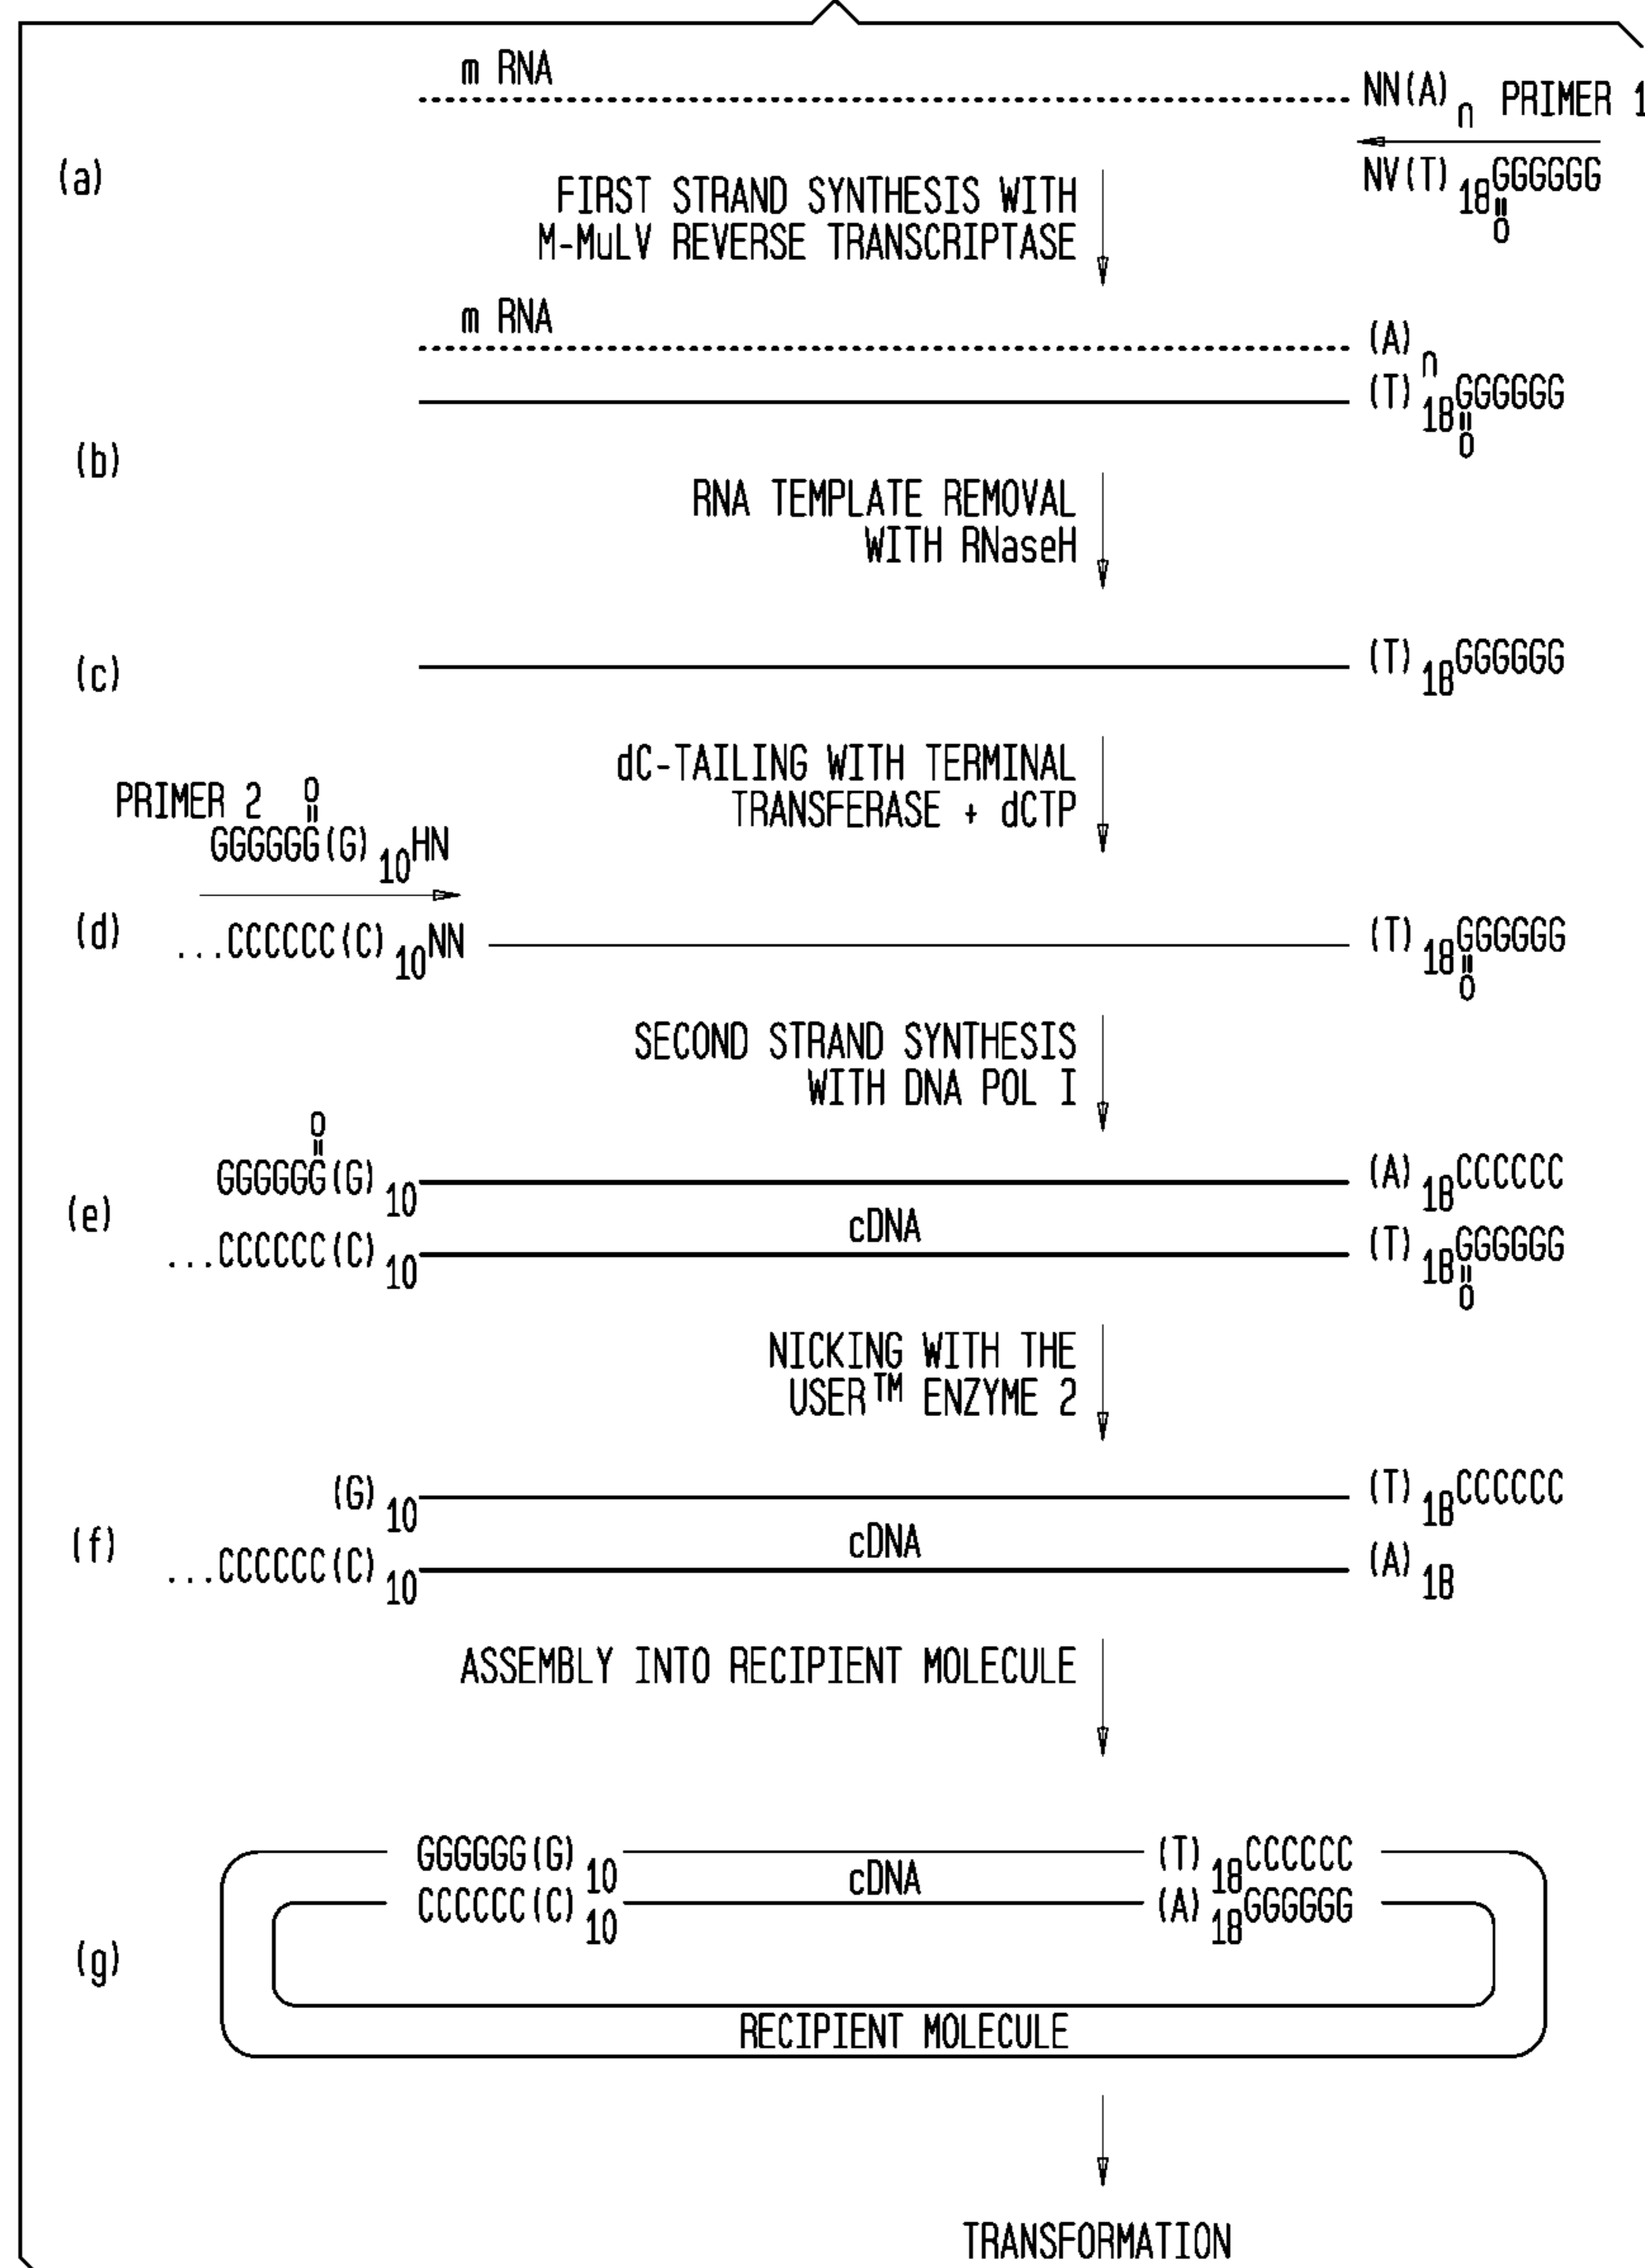 m RNA
NN(A)n PRIMER 1
(a)
NV(T)18GGGGGG
O
FIRST STRAND SYNTHESIS WITH
M-MuLV REVERSE TRANSCRIPTASE
m RNA
(A)n
(T)18GGGGGG
O
(b)
RNA TEMPLATE REMOVAL
WITH RNaseH
(c)
(T)18GGGGGG
dC-TAILING WITH TERMINAL
TRANSFERASE + dCTP
PRIMER 2
O
GGGGGG(G)10HN
(d)
...CCCCCC(C)10NN
(T)18GGGGGG
O
SECOND STRAND SYNTHESIS
WITH DNA POL I
O
GGGGGG(G)10
(A)18CCCCCC
(e)
cDNA
...CCCCCC(C)10
(T)18GGGGGG
O
NICKING WITH THE
USER™ ENZYME 2
(G)10
(T)18CCCCCC
(f)
cDNA
...CCCCCC(C)10
(A)18
ASSEMBLY INTO RECIPIENT MOLECULE
GGGGGG(G)10
(T)18CCCCCC
cDNA
CCCCCC(C)10
(A)18GGGGGG
(g)
RECIPIENT MOLECULE
TRANSFORMATION